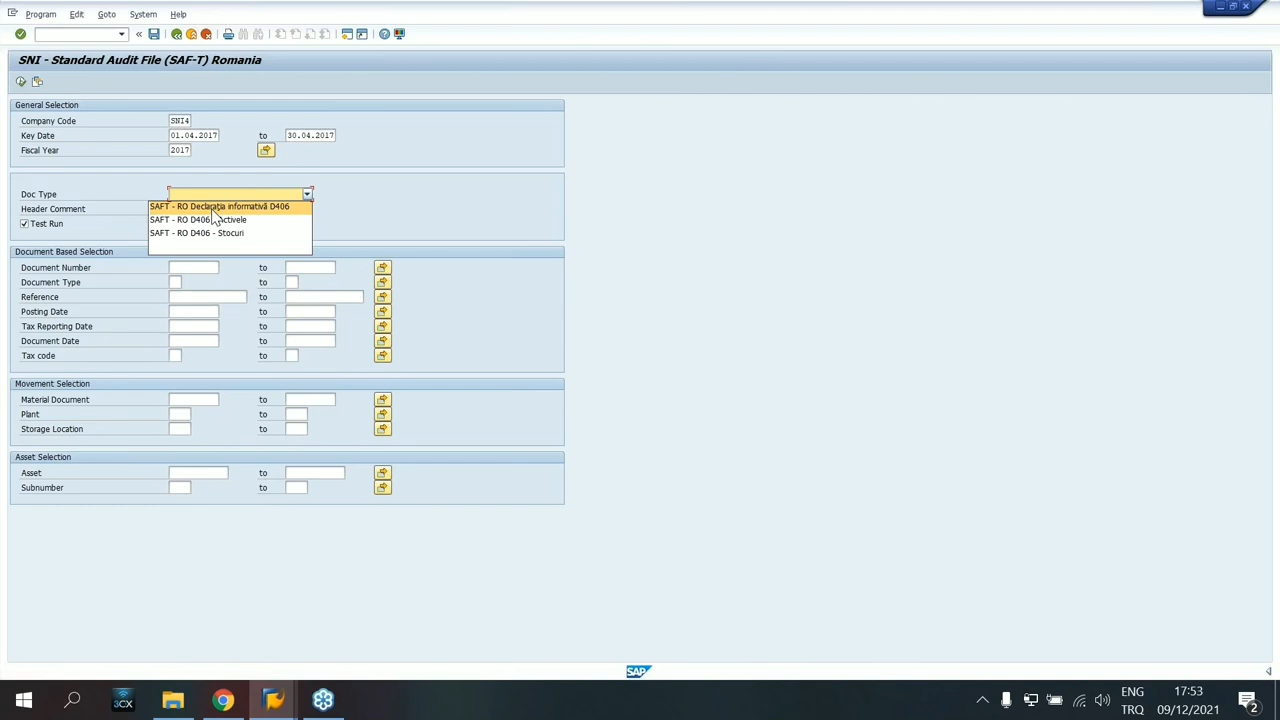 Program Edit Goto System Help
SNI - Standard Audit File (SAF-T) Romania
General Selection
Company Code SNI4
Key Date 01.04.2017 to 30.04.2017
Fiscal Year 2017
Doc Type
SAFT - RO Declaraţia informativă D406
Header Comment
SAFT - RO D406 - Activele
Test Run
SAFT - RO D406 - Stocuri
Document Based Selection
Document Number to
Document Type to
Reference to
Posting Date to
Tax Reporting Date to
Document Date to
Tax code to
Movement Selection
Material Document to
Plant to
Storage Location to
Asset Selection
Asset to
Subnumber to
SAP
3CX
ENG 17:53
TRQ 09/12/2021 2